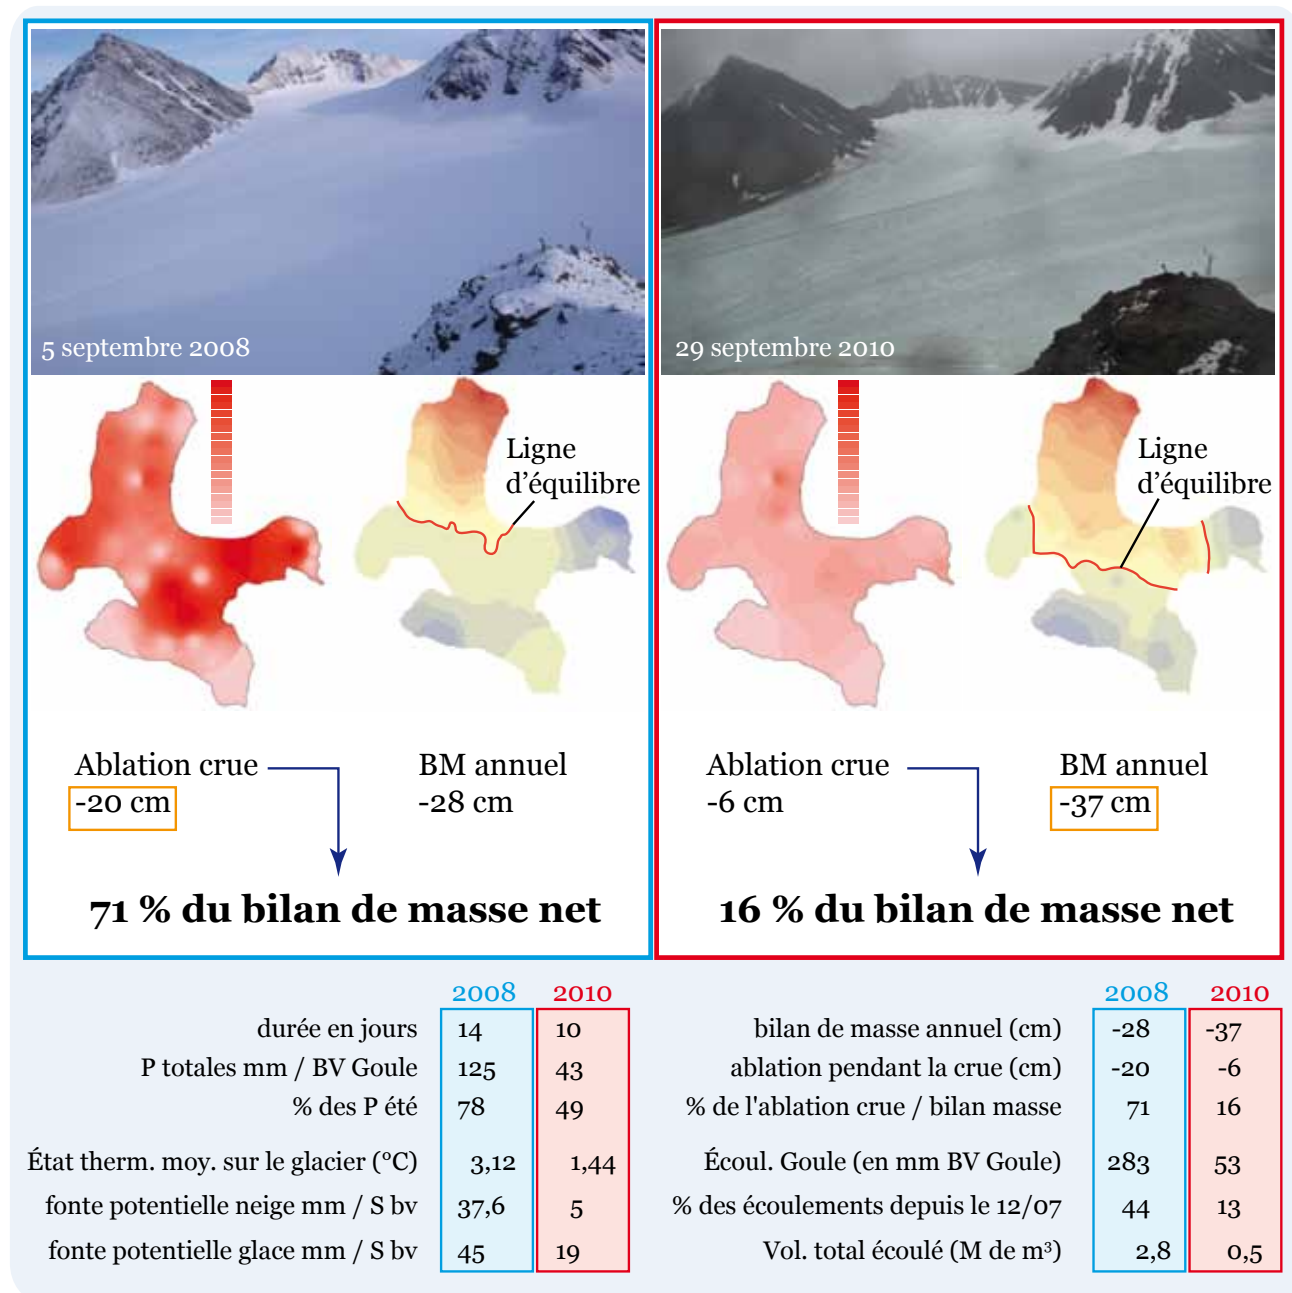 5 septembre 2008
29 septembre 2010
Ligne
d'équilibre
Ligne
d'équilibre
Ablation crue
-20 cm
BM annuel
-28 cm
71 % du bilan de masse net
Ablation crue
-6 cm
BM annuel
-37 cm
16 % du bilan de masse net
2008 2010
durée en jours 14 10
P totales mm / BV Goule 125 43
% des P été 78 49
État therm. moy. sur le glacier (°C) 3,12 1,44
fonte potentielle neige mm / S bv 37,6 5
fonte potentielle glace mm / S bv 45 19
2008 2010
bilan de masse annuel (cm) -28 -37
ablation pendant la crue (cm) -20 -6
% de l'ablation crue / bilan masse 71 16
Écoul. Goule (en mm BV Goule) 283 53
% des écoulements depuis le 12/07 44 13
Vol. total écoulé (M de m³) 2,8 0,5